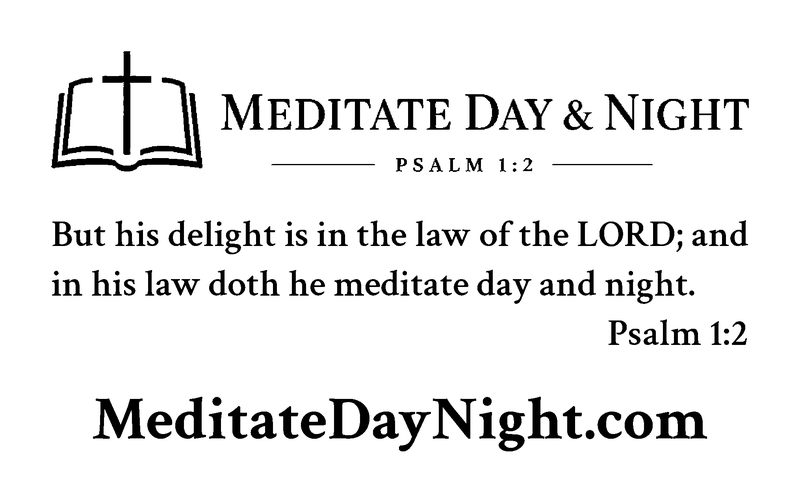 MEDITATE DAY & NIGHT
PSALM 1:2
But his delight is in the law of the LORD; and
in his law doth he meditate day and night.
Psalm 1:2
MeditateDayNight.com